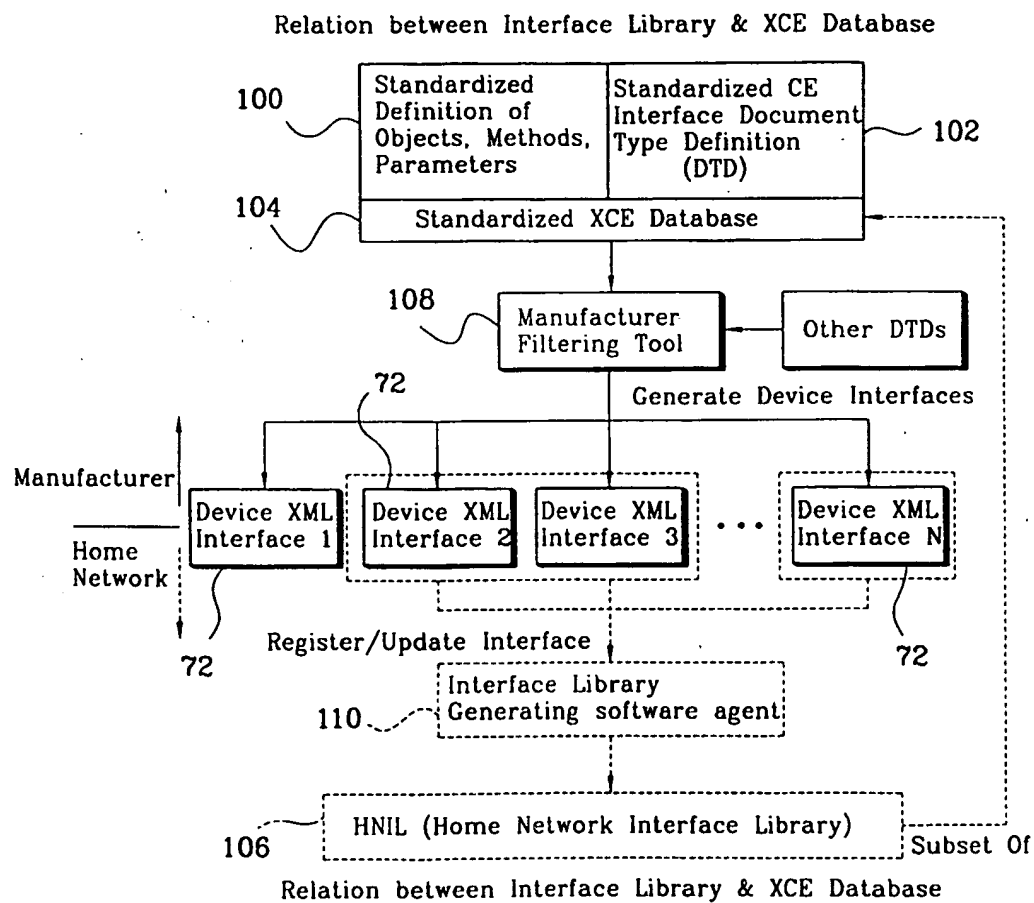 Relation between Interface Library & XCE Database
100
Standardized
Definition of
Objects, Methods,
Parameters
Standardized CE
Interface Document
Type Definition
(DTD)
102
104
Standardized XCE Database
108
Manufacturer
Filtering Tool
Other DTDs
72
Generate Device Interfaces
Manufacturer
Home
Network
Device XML
Interface 1
Device XML
Interface 2
Device XML
Interface 3
• • •
Device XML
Interface N
72
Register/Update Interface
72
110
Interface Library
Generating software agent
106
HNIL (Home Network Interface Library)
Subset Of
Relation between Interface Library & XCE Database